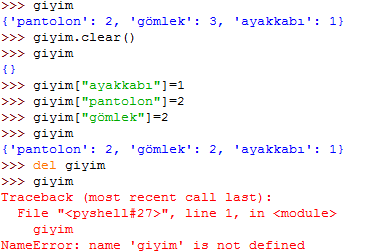 >>> giyim
{'pantolon': 2, 'gömlek': 3, 'ayakkabı': 1}
>>> giyim.clear()
>>> giyim
{}
>>> giyim["ayakkabı"]=1
>>> giyim["pantolon"]=2
>>> giyim["gömlek"]=2
>>> giyim
{'pantolon': 2, 'gömlek': 2, 'ayakkabı': 1}
>>> del giyim
>>> giyim
Traceback (most recent call last):
  File "<pyshell#27>", line 1, in <module>
    giyim
NameError: name 'giyim' is not defined